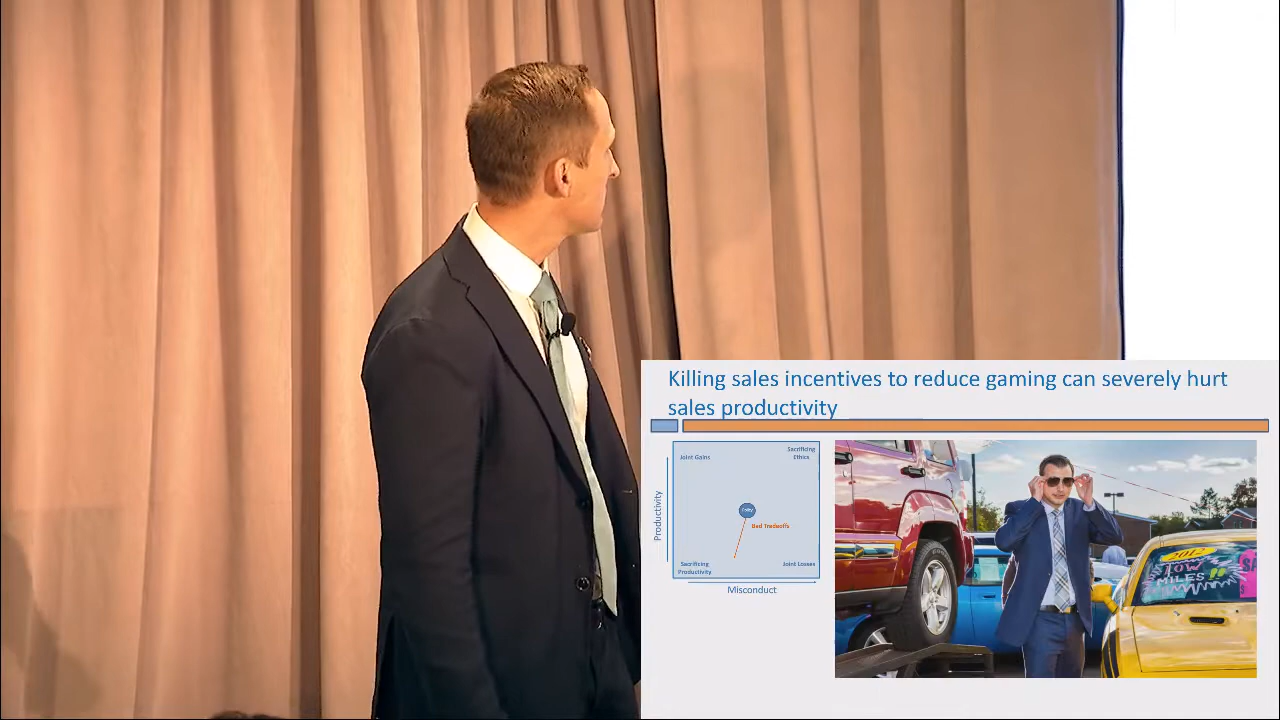 Killing sales incentives to reduce gaming can severely hurt
sales productivity
Joint Gains
Sacrificing
Ethics
Productivity
Bad Tradeoffs
Sacrificing
Productivity
Joint Losses
Misconduct
2012
LOW
MILES !!